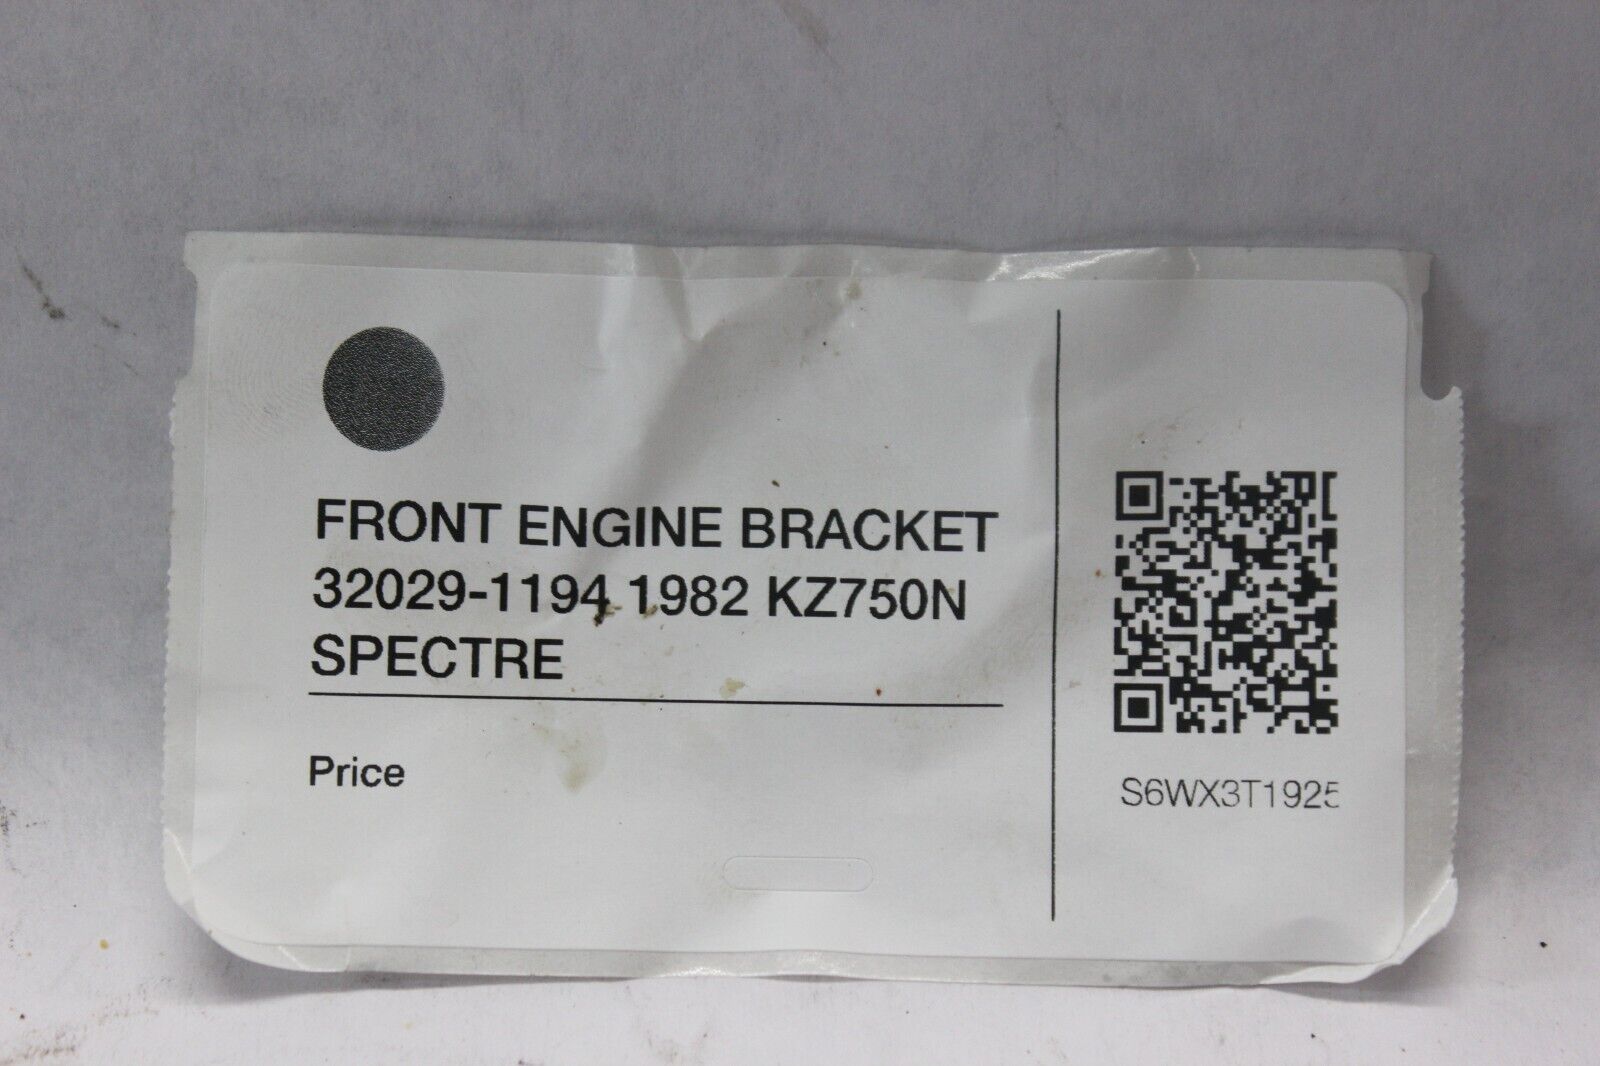 FRONT ENGINE BRACKET
32029-1194 1982 KZ750N
SPECTRE
Price
S6WX3T1925